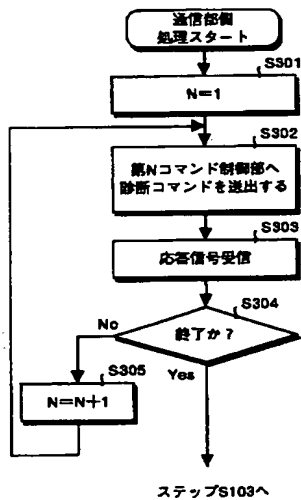 通信部側
処理スタート
S301
N=1
S302
第Nコマンド制御部へ
診断コマンドを送出する
S303
応答信号受信
S304
終了か?
No
Yes
S305
N=N+1
ステップS103へ